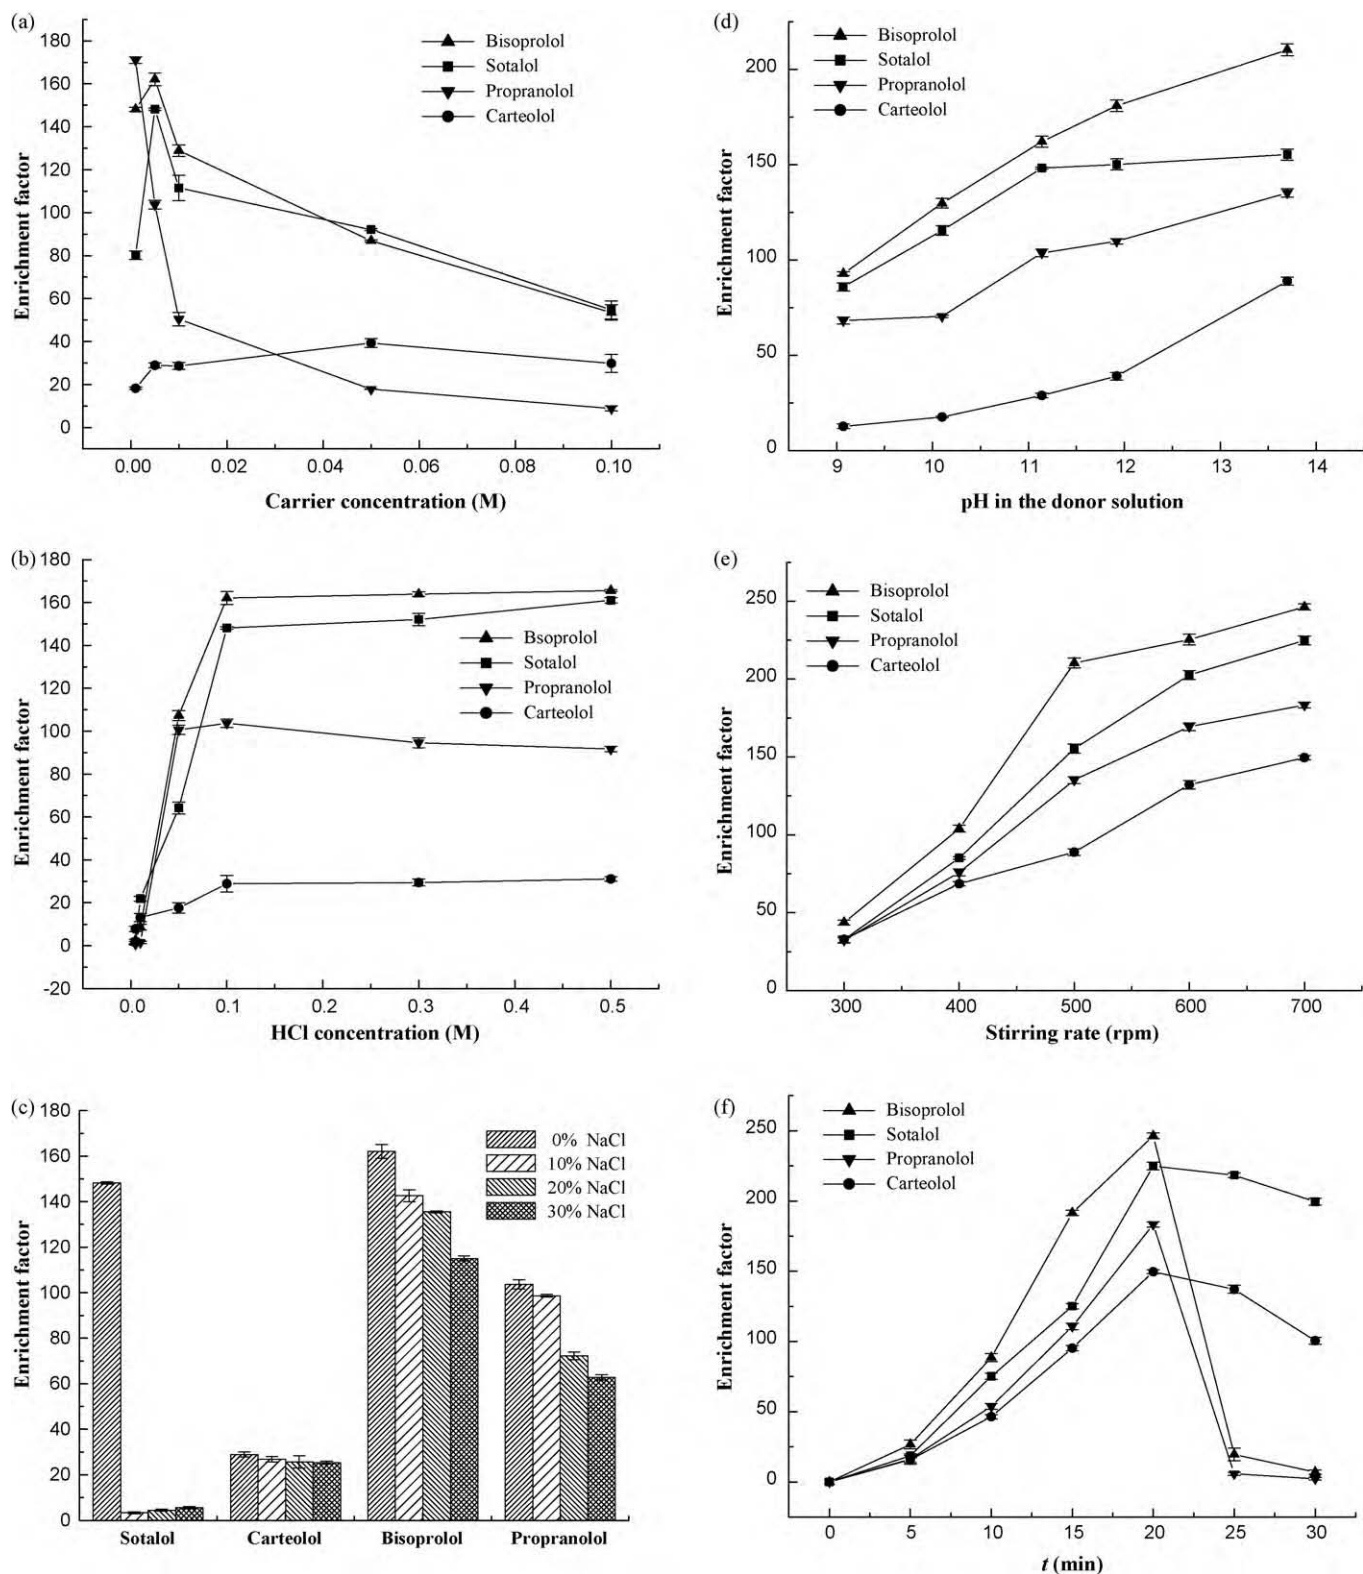 (a)
Bisoprolol
Sotalol
Propranolol
Carteolol
180
160
140
120
100
80
60
40
20
0
Enrichment factor
0.00 0.02 0.04 0.06 0.08 0.10
Carrier concentration (M)
(d)
Bisoprolol
Sotalol
Propranolol
Carteolol
200
150
100
50
0
Enrichment factor
9 10 11 12 13 14
pH in the donor solution
(b)
Bsoprolol
Sotalol
Propranolol
Carteolol
180
160
140
120
100
80
60
40
20
0
-20
Enrichment factor
0.0 0.1 0.2 0.3 0.4 0.5
HCl concentration (M)
(e)
Bisoprolol
Sotalol
Propranolol
Carteolol
250
200
150
100
50
0
Enrichment factor
300 400 500 600 700
Stirring rate (rpm)
(c)
0% NaCl
10% NaCl
20% NaCl
30% NaCl
180
160
140
120
100
80
60
40
20
0
Enrichment factor
Sotalol Carteolol Bisoprolol Propranolol
(f)
Bisoprolol
Sotalol
Propranolol
Carteolol
250
200
150
100
50
0
Enrichment factor
0 5 10 15 20 25 30
t (min)